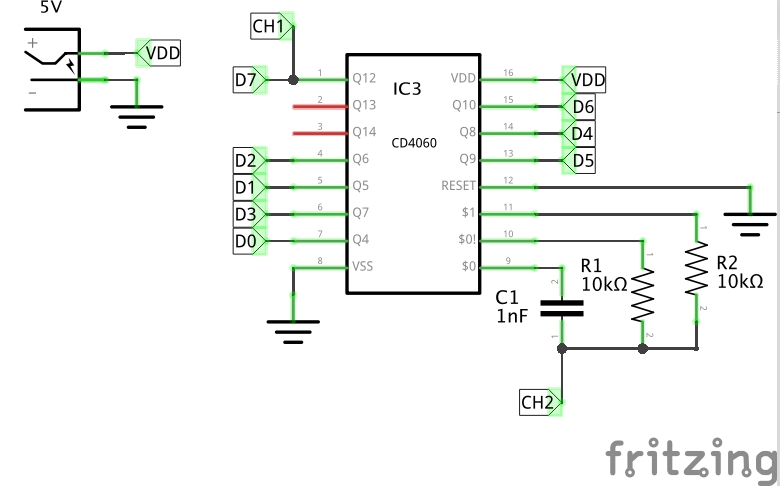 5V
+
-
VDD
CH1
D7
1
Q12
2
Q13
3
Q14
D2
4
Q6
D1
5
Q5
D3
6
Q7
D0
7
Q4
8
VSS
IC3
CD4060
VDD
16
VDD
Q10
15
D6
Q8
14
D4
Q9
13
D5
RESET
12
$1
11
$0!
10
$0
9
C1
1nF
2
1
R1
10kΩ
1
2
R2
10kΩ
1
2
CH2
fritzing